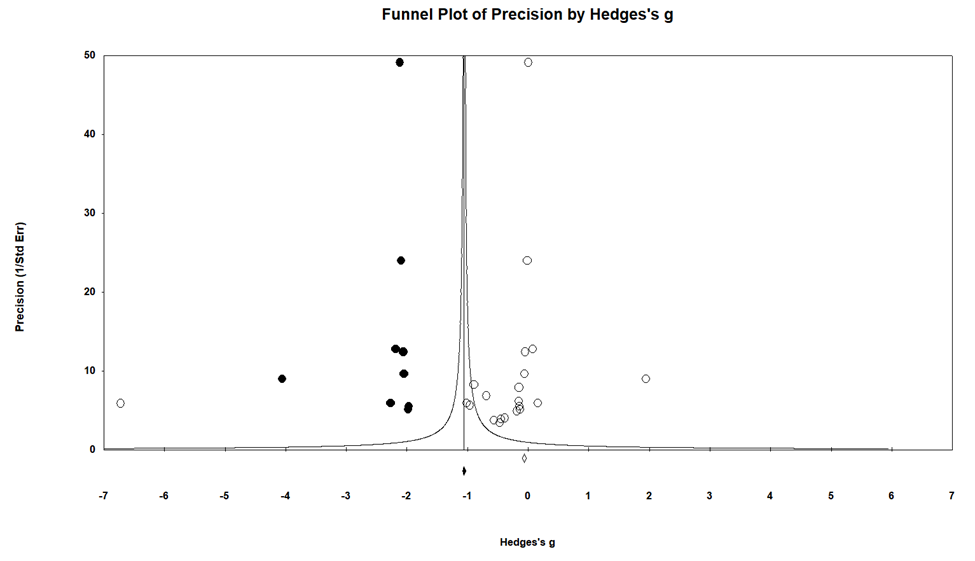 Funnel Plot of Precision by Hedges's g
50
40
30
20
10
0
Precision (1/Std Err)
-7 -6 -5 -4 -3 -2 -1 0 1 2 3 4 5 6 7
Hedges's g